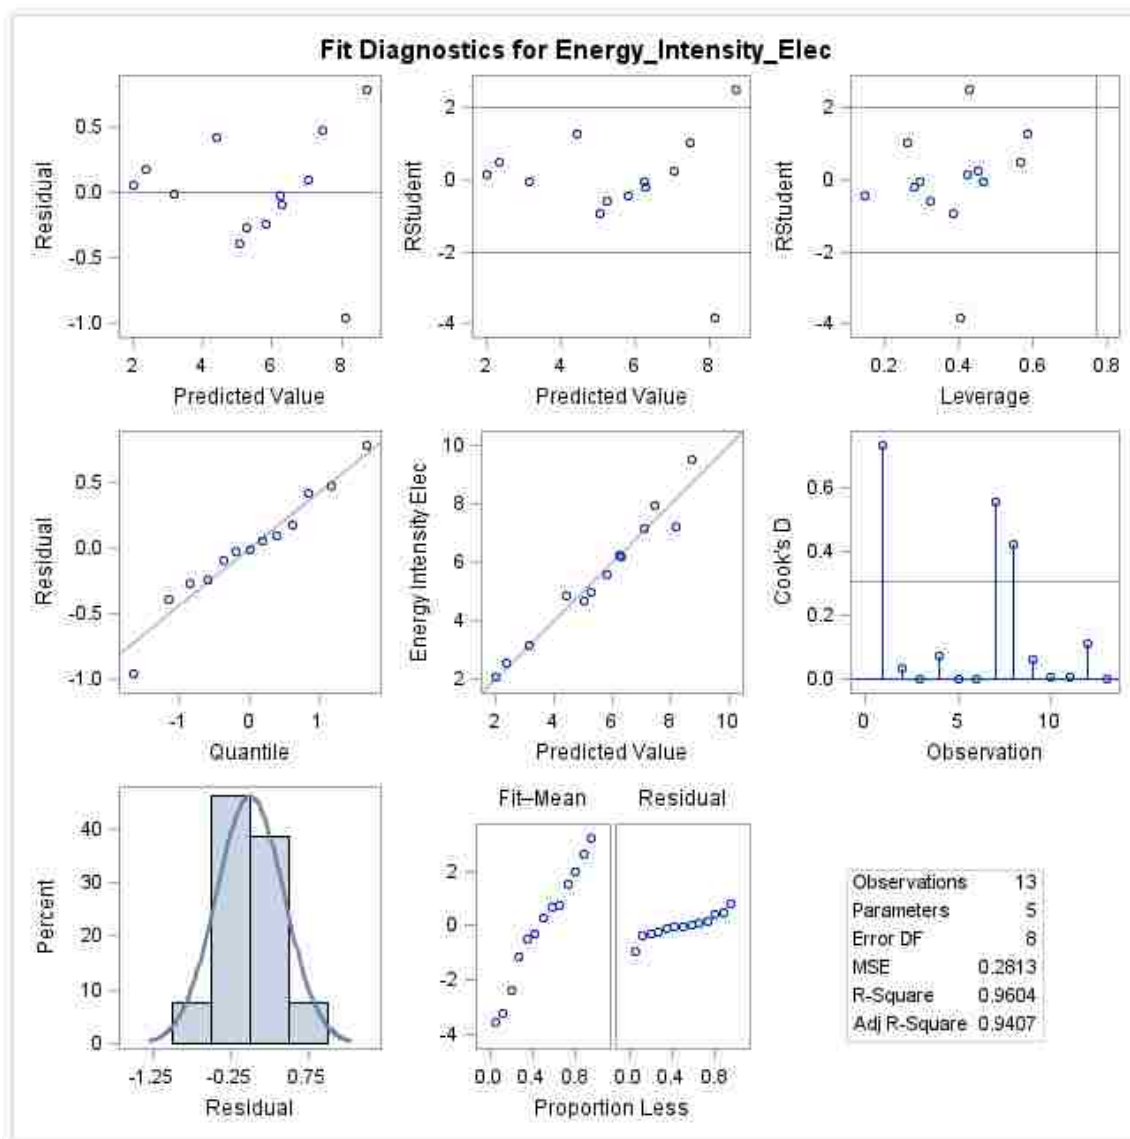 Fit Diagnostics for Energy_Intensity_Elec
Residual
0.5
0.0
-0.5
-1.0
2 4 6 8
Predicted Value
RStudent
2
0
-2
-4
2 4 6 8
Predicted Value
RStudent
2
0
-2
-4
0.2 0.4 0.6 0.8
Leverage
Residual
0.5
0.0
-0.5
-1.0
-1 0 1
Quantile
Energy Intensity Elec
10
8
6
4
2
2 4 6 8 10
Predicted Value
Cook's D
0.6
0.4
0.2
0.0
0 5 10
Observation
Percent
40
30
20
10
0
-1.25 -0.25 0.75
Residual
Fit–Mean Residual
2
0
-2
-4
0.0 0.4 0.8 0.0 0.4 0.8
Proportion Less
Observations 13
Parameters 5
Error DF 8
MSE 0.2813
R-Square 0.9604
Adj R-Square 0.9407